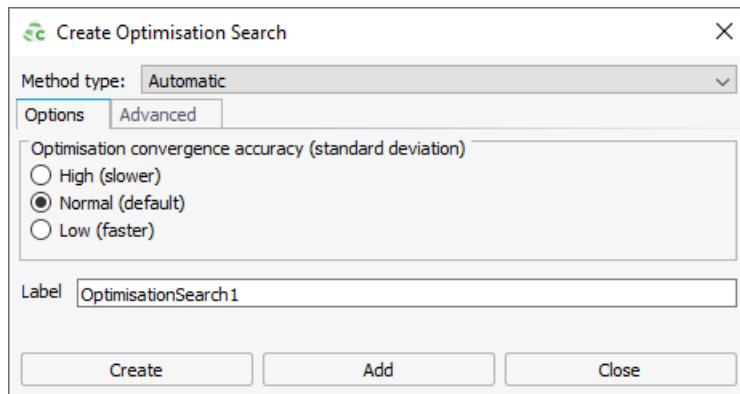 Create Optimisation Search
Method type: Automatic
Options Advanced
Optimisation convergence accuracy (standard deviation)
High (slower)
Normal (default)
Low (faster)
Label OptimisationSearch1
Create Add Close